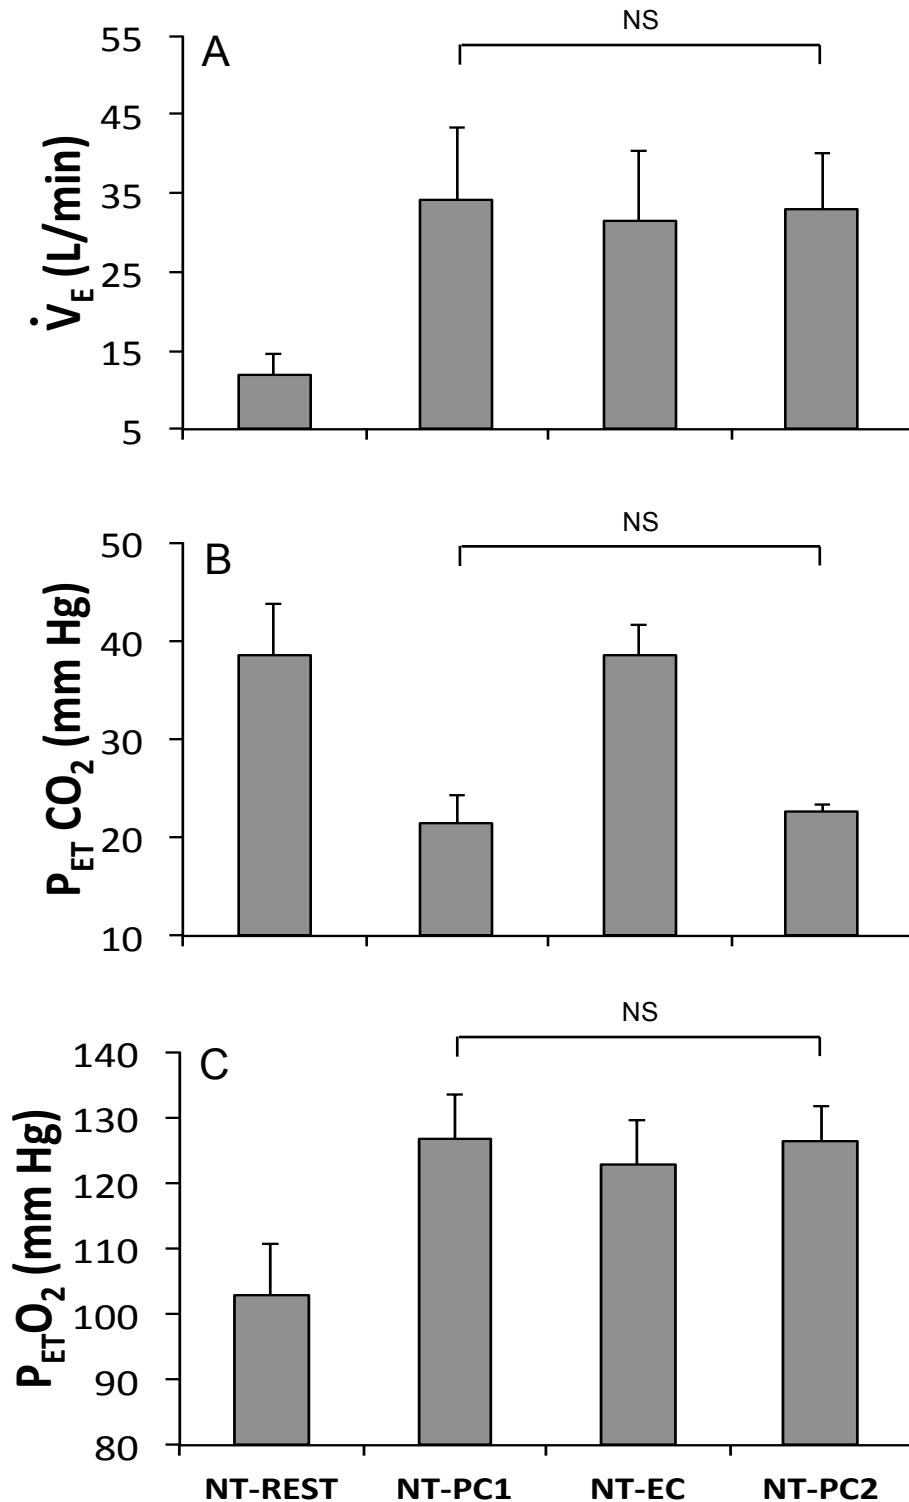 NS
A
55
45
35
25
15
5
V̇E (L/min)
NS
B
50
40
30
20
10
PET CO2 (mm Hg)
NS
C
140
130
120
110
100
90
80
PETO2 (mm Hg)
NT-REST NT-PC1 NT-EC NT-PC2